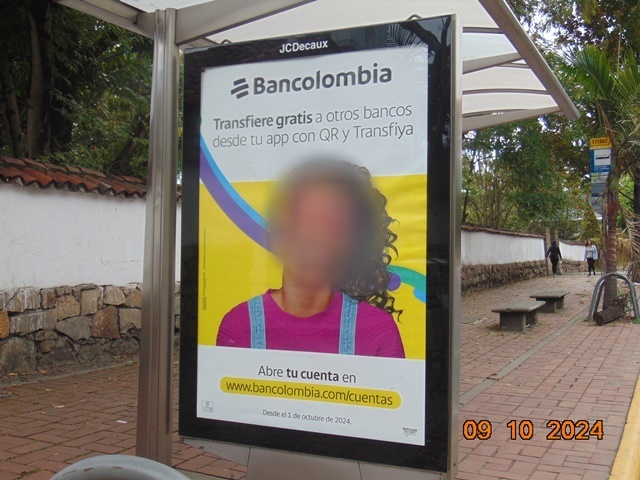 JCDecaux
Bancolombia
Transfiere gratis a otros bancos
desde tu app con QR y Transfiya
Abre tu cuenta en
www.bancolombia.com/cuentas
Desde el 1 de octubre de 2024.
09 10 2024